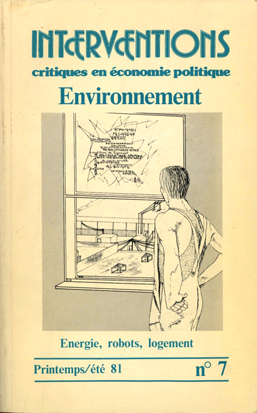 INTERVENTIONS
critiques en économie politique
Environnement
Energie, robots, logement
Printemps/été 81
n° 7